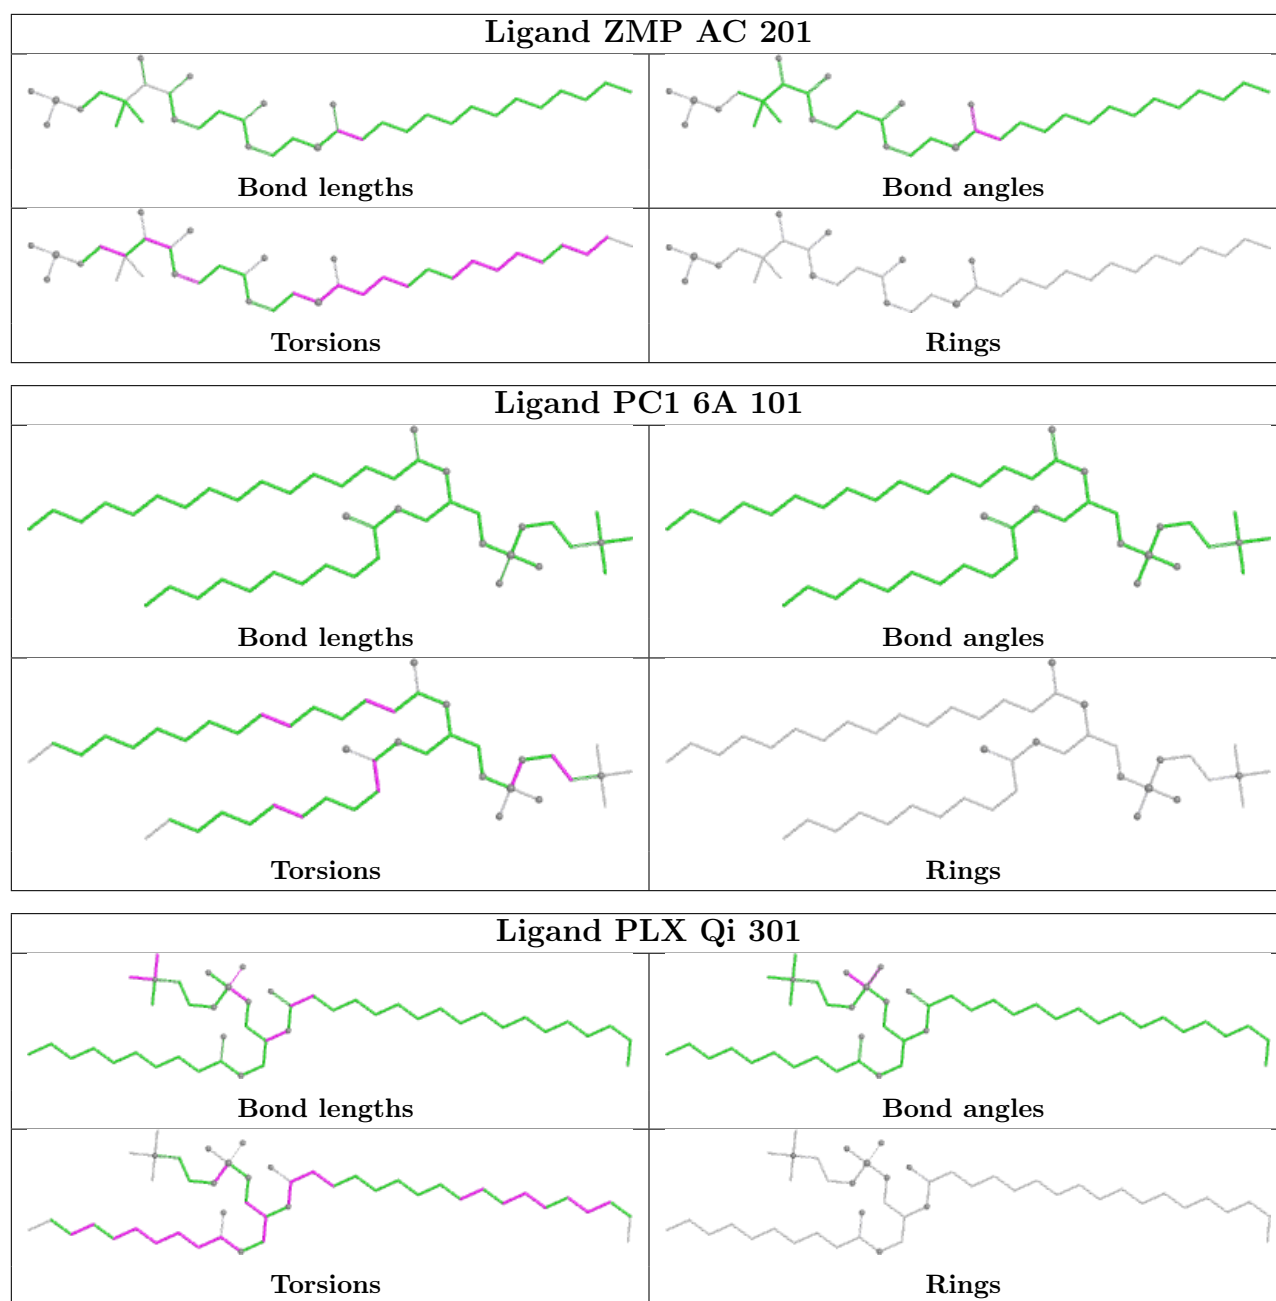 Ligand ZMP AC 201
Bond lengths
Bond angles
Torsions
Rings
Ligand PC1 6A 101
Bond lengths
Bond angles
Torsions
Rings
Ligand PLX Qi 301
Bond lengths
Bond angles
Torsions
Rings